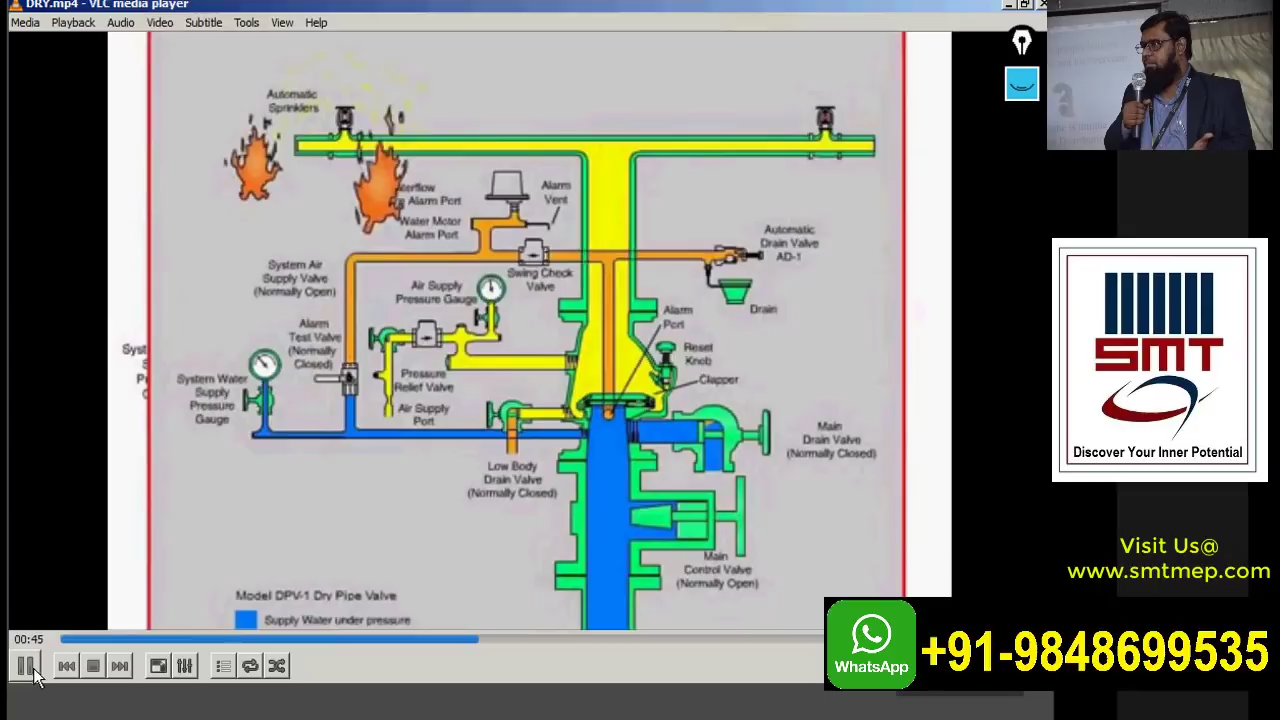 DRY.mp4 - VLC media player
Media Playback Audio Video Subtitle Tools View Help
Automatic
Sprinklers
Alarm Port
Water Motor
Alarm Port
Alarm
Vent
Automatic
Drain Valve
AD-1
System Air
Supply Valve
(Normally Open)
Air Supply
Pressure Gauge
Swing Check
Valve
Drain
Alarm
Port
Alarm
Test Valve
(Normally
Closed)
Reset
Knob
Clapper
System Water
Supply
Pressure
Gauge
Pressure
Relief Valve
Air Supply
Port
Main
Drain Valve
(Normally Closed)
Low Body
Drain Valve
(Normally Closed)
Main
Control Valve
(Normally Open)
Model DPV-1 Dry Pipe Valve
Supply Water under pressure
00:45
SMT
Discover Your Inner Potential
Visit Us@
www.smtmep.com
WhatsApp
+91-9848699535